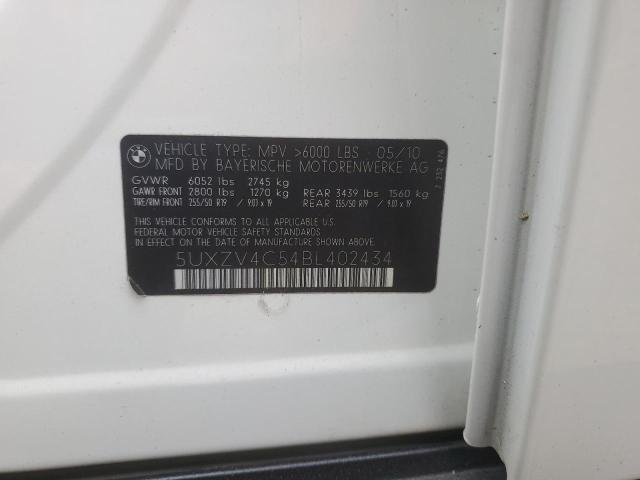 VEHICLE TYPE: MPV >6000 LBS 05/10
MFD BY BAYERISCHE MOTORENWERKE AG
GVWR 6052 lbs 2745 kg
GAWR FRONT 2800 lbs 1270 kg REAR 3439 lbs 1560 kg
TIRE/RIM FRONT 255/50 R19 / 9.0J x 19 REAR 255/50 R19 / 9.0J x 19
THIS VEHICLE CONFORMS TO ALL APPLICABLE U.S.
FEDERAL MOTOR VEHICLE SAFETY STANDARDS
IN EFFECT ON THE DATE OF MANUFACTURE SHOWN ABOVE.
5UXZV4C54BL402434